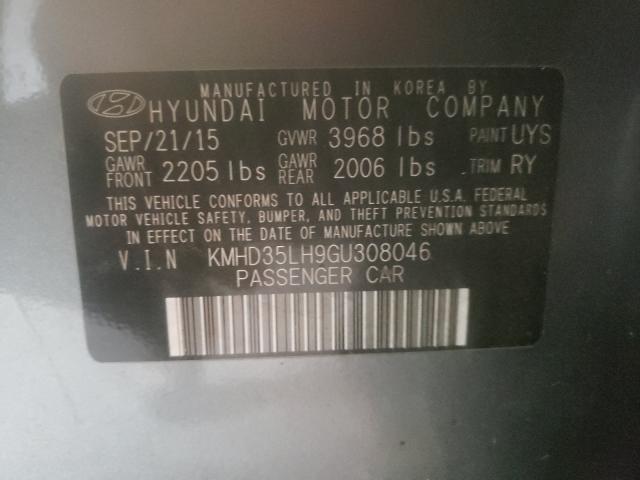 MANUFACTURED IN KOREA BY
HYUNDAI MOTOR COMPANY
SEP/21/15 GVWR 3968 lbs PAINT UYS
GAWR FRONT 2205 lbs GAWR REAR 2006 lbs TRIM RY
THIS VEHICLE CONFORMS TO ALL APPLICABLE U.S.A. FEDERAL
MOTOR VEHICLE SAFETY, BUMPER, AND THEFT PREVENTION STANDARDS
IN EFFECT ON THE DATE OF MANUFACTURE SHOWN ABOVE.
V.I.N KMHD35LH9GU308046
PASSENGER CAR